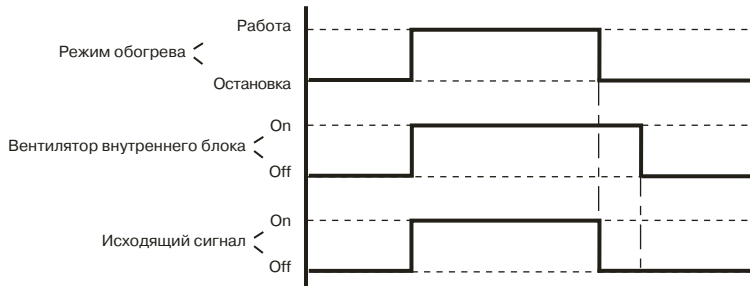 Работа
Режим обогрева
Остановка
On
Вентилятор внутреннего блока
Off
On
Исходящий сигнал
Off